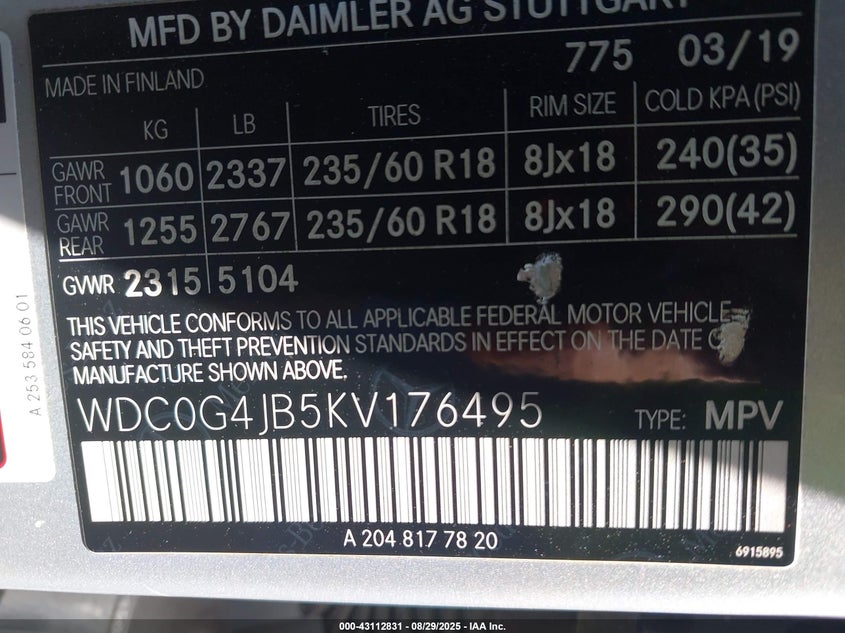 MFD BY DAIMLER AG STUTTGART
775 03/19
MADE IN FINLAND
KG LB TIRES RIM SIZE COLD KPA(PSI)
GAWR FRONT 1060 2337 235/60 R18 8Jx18 240(35)
GAWR REAR 1255 2767 235/60 R18 8Jx18 290(42)
GVWR 2315 5104
THIS VEHICLE CONFORMS TO ALL APPLICABLE FEDERAL MOTOR VEHICLE
SAFETY AND THEFT PREVENTION STANDARDS IN EFFECT ON THE DATE
MANUFACTURE SHOWN ABOVE.
WDC0G4JB5KV176495 TYPE: MPV
A 204 817 78 20
6915895
A 253 584 06 01
000-43112831 - 08/29/2025 - IAA Inc.